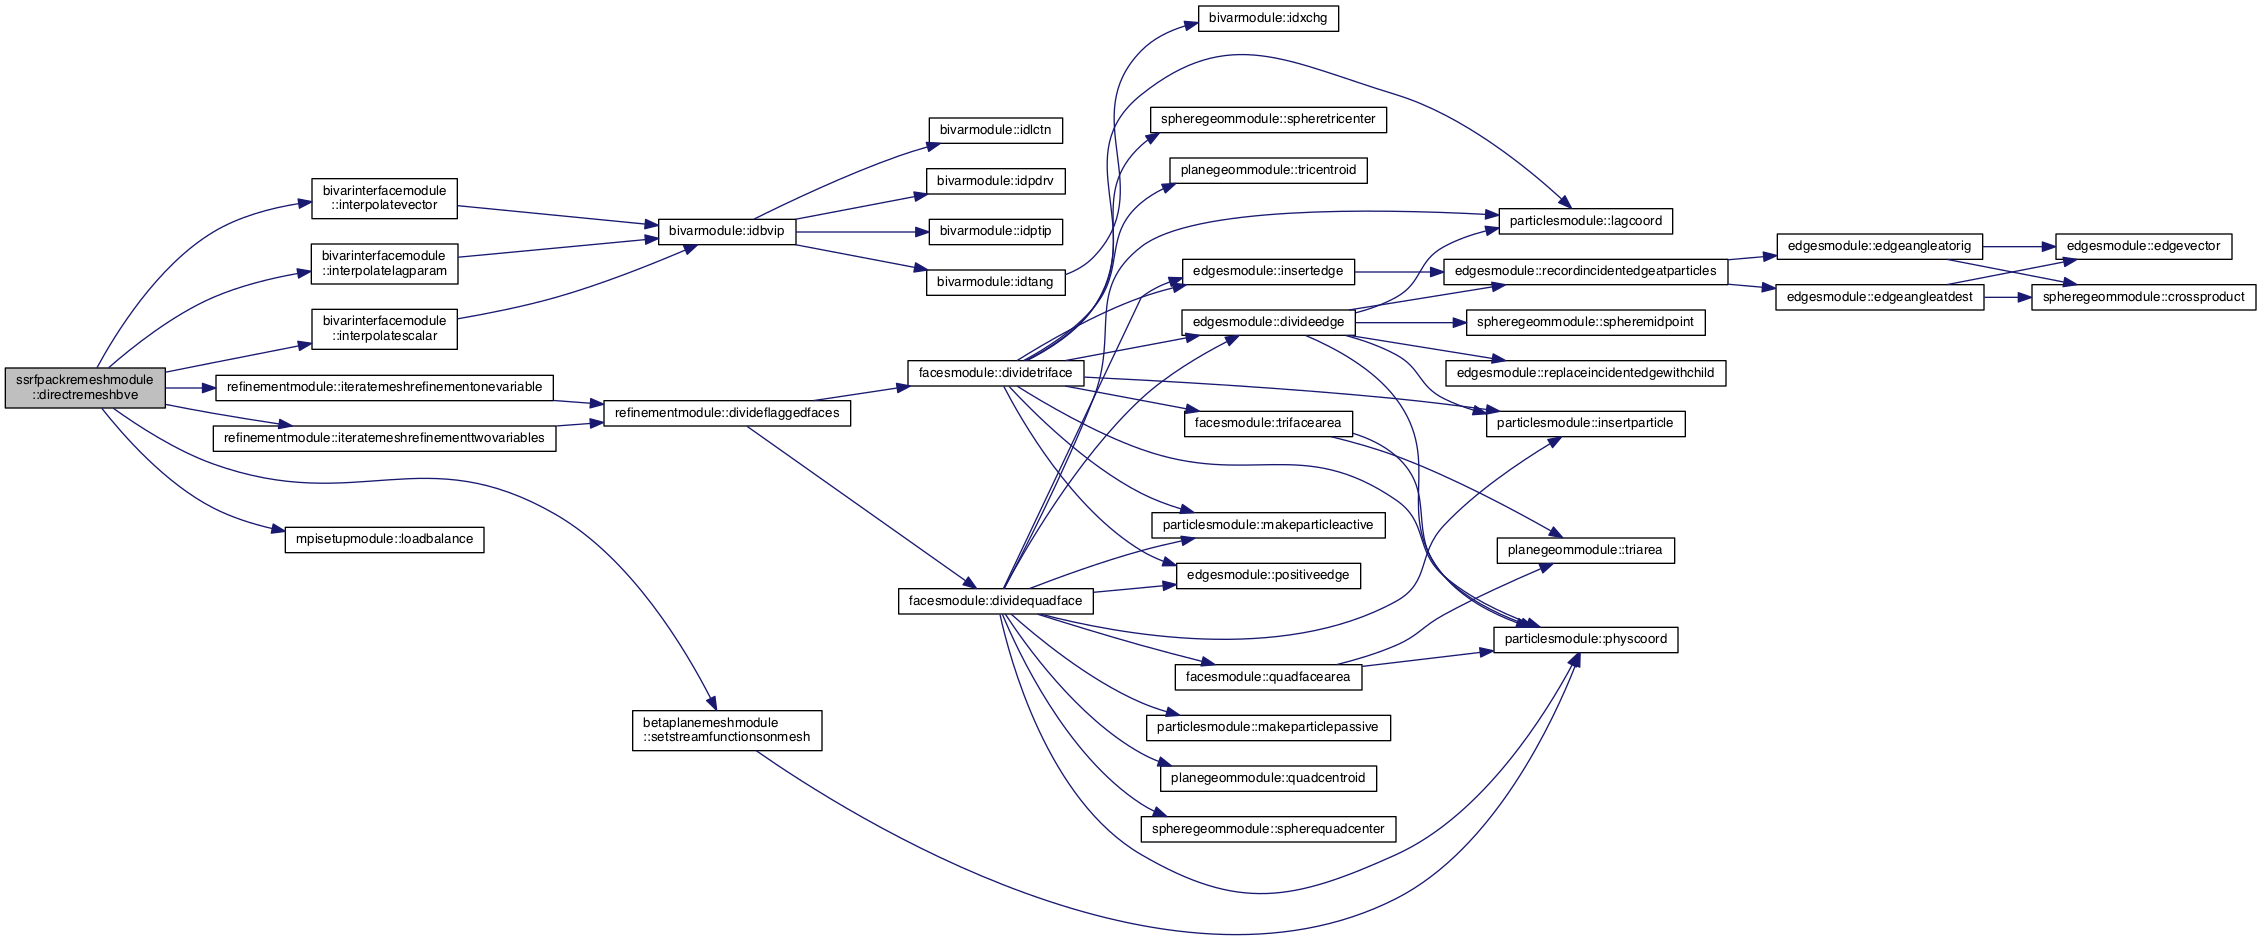 ssrfpackremeshmodule
::directremeshbve
bivarinterfacemodule
::interpolatevector
bivarinterfacemodule
::interpolatelagparam
bivarinterfacemodule
::interpolatescalar
refinementmodule::iteratemeshrefinementonevariable
refinementmodule::iteratemeshrefinementtwovariables
mpisetupmodule::loadbalance
bivarmodule::idbvip
refinementmodule::divideflaggedfaces
betaplanemeshmodule
::setstreamfunctionsonmesh
bivarmodule::idlctn
bivarmodule::idpdrv
bivarmodule::idptip
bivarmodule::idtang
facesmodule::dividetriface
facesmodule::dividequadface
bivarmodule::idxchg
spheregeommodule::spheretricenter
planegeommodule::tricentroid
edgesmodule::insertedge
edgesmodule::divideedge
facesmodule::trifacearea
particlesmodule::makeparticleactive
edgesmodule::positiveedge
facesmodule::quadfacearea
particlesmodule::makeparticlepassive
planegeommodule::quadcentroid
spheregeommodule::spherequadcenter
particlesmodule::lagcoord
edgesmodule::recordincidentedgeatparticles
spheregeommodule::spheremidpoint
edgesmodule::replaceincidentedgewithchild
particlesmodule::insertparticle
planegeommodule::triarea
particlesmodule::physcoord
edgesmodule::edgeangleatorig
edgesmodule::edgeangleatdest
edgesmodule::edgevector
spheregeommodule::crossproduct